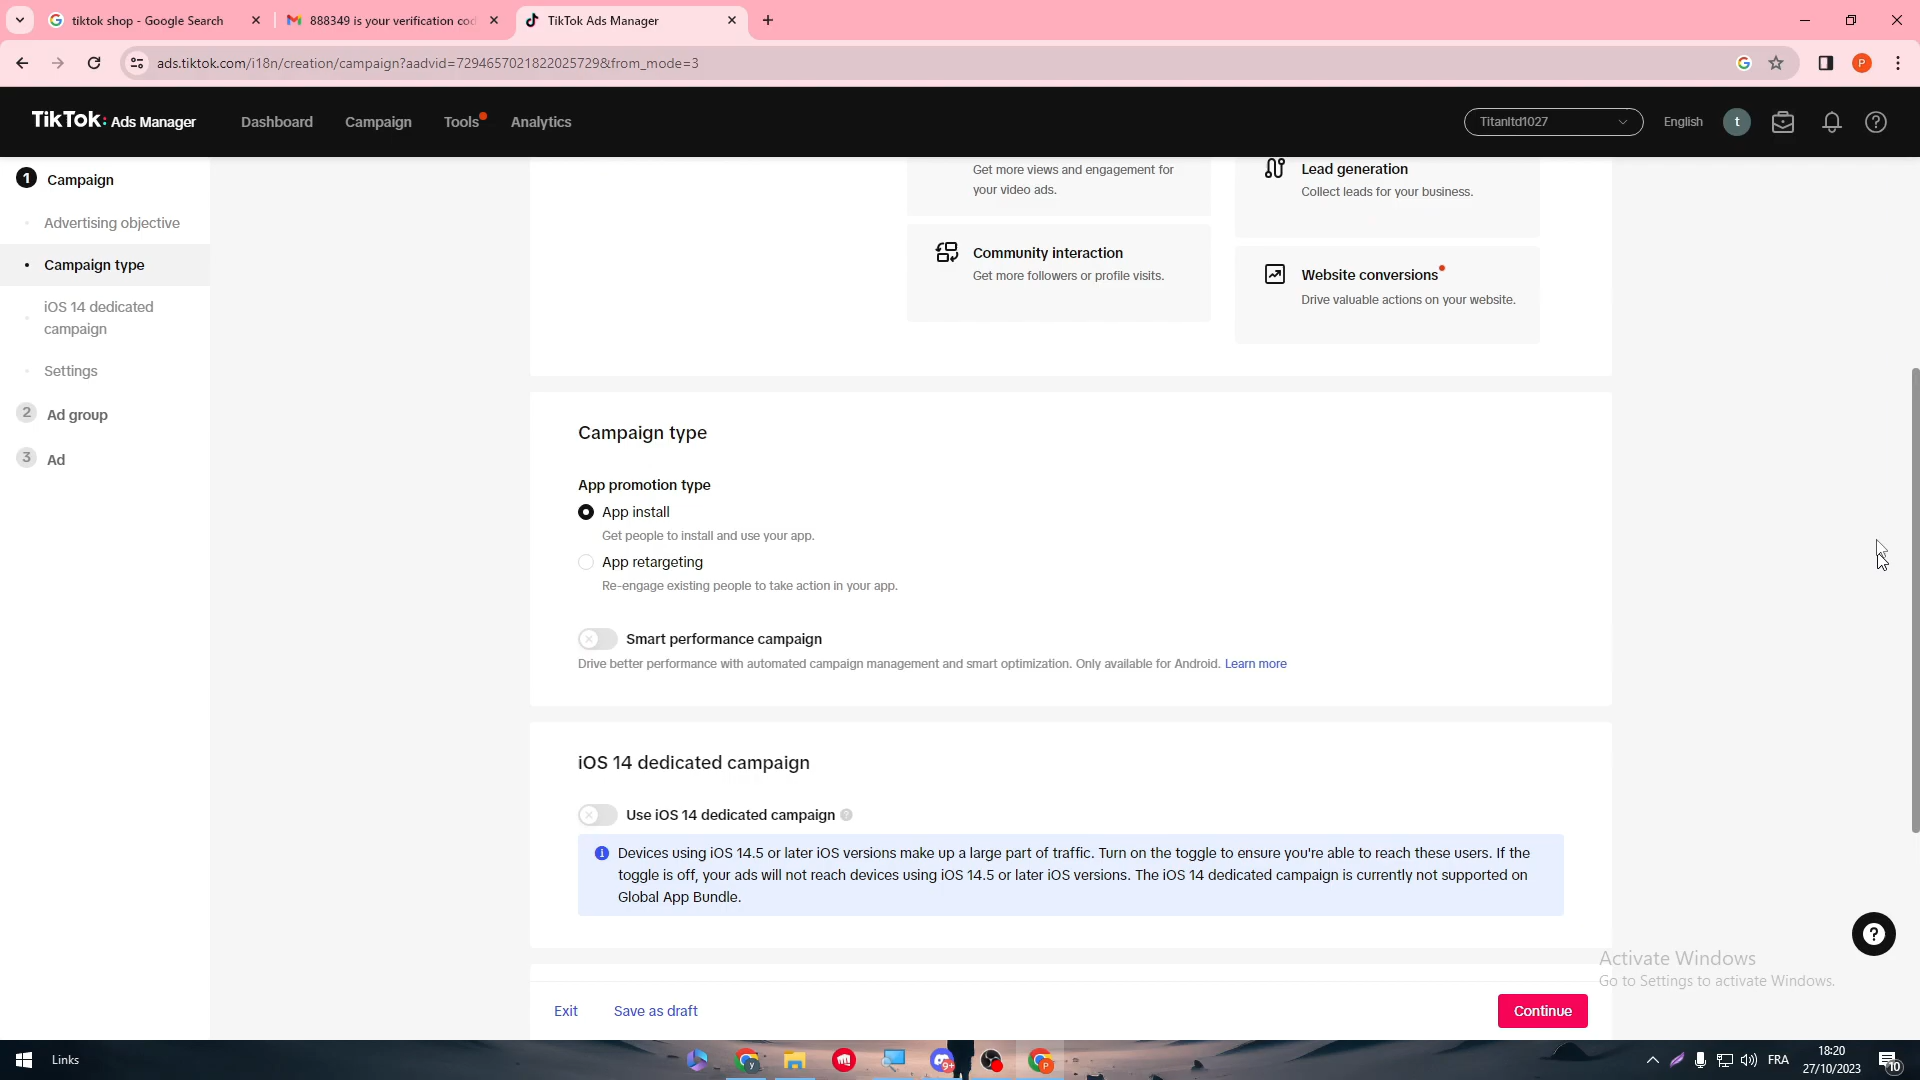 tiktok shop - Google Search
888349 is your verification cod
TikTok Ads Manager
ads.tiktok.com/i18n/creation/campaign?aadvid=7294657021822025729&from_mode=3
P
TikTok: Ads Manager
Dashboard
Campaign
Tools
Analytics
Titanltd1027
English
t
1 Campaign
Advertising objective
Campaign type
iOS 14 dedicated
campaign
Settings
2 Ad group
3 Ad
Get more views and engagement for
your video ads.
Community interaction
Get more followers or profile visits.
Lead generation
Collect leads for your business.
Website conversions
Drive valuable actions on your website.
Campaign type
App promotion type
App install
Get people to install and use your app.
App retargeting
Re-engage existing people to take action in your app.
Smart performance campaign
Drive better performance with automated campaign management and smart optimization. Only available for Android. Learn more
iOS 14 dedicated campaign
Use iOS 14 dedicated campaign
Devices using iOS 14.5 or later iOS versions make up a large part of traffic. Turn on the toggle to ensure you're able to reach these users. If the
toggle is off, your ads will not reach devices using iOS 14.5 or later iOS versions. The iOS 14 dedicated campaign is currently not supported on
Global App Bundle.
Activate Windows
Go to Settings to activate Windows.
Exit
Save as draft
Continue
Links
9+
FRA
18:20
27/10/2023
10